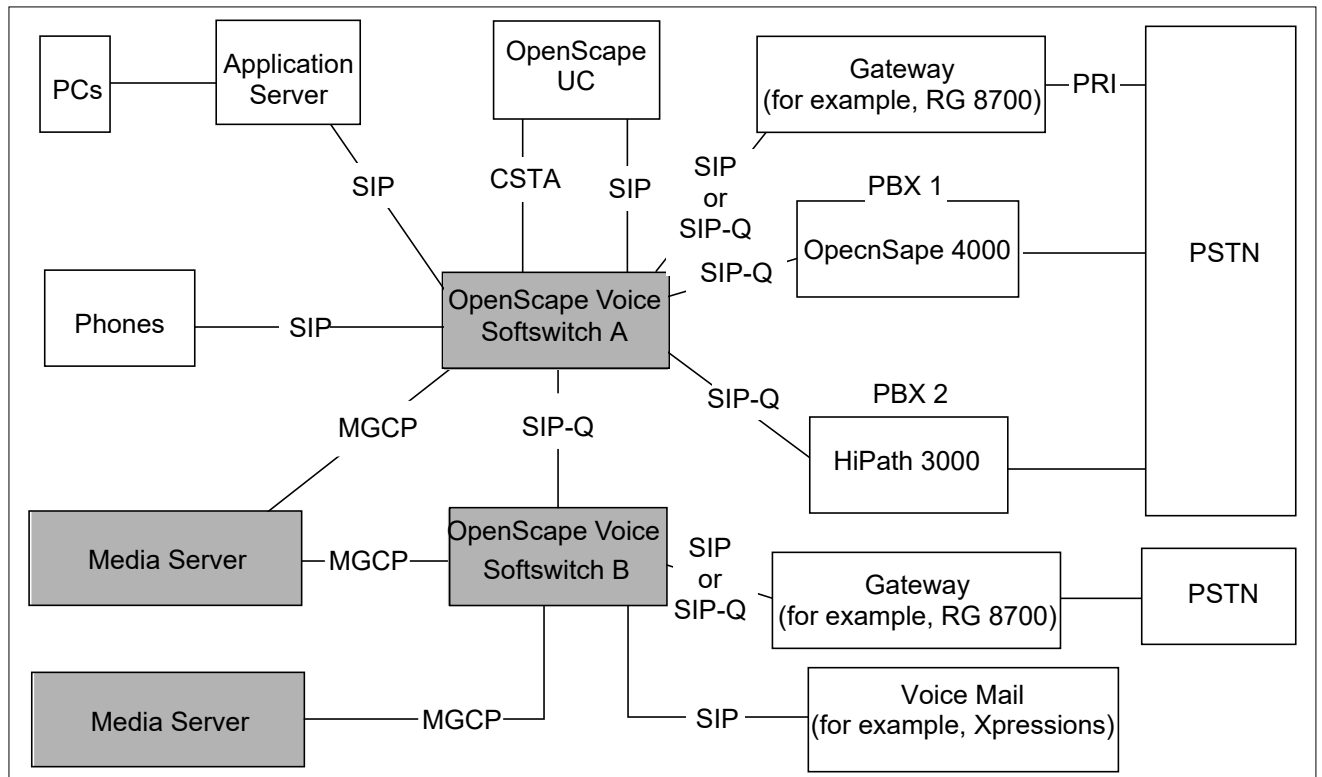 PCs
Application
Server
OpenScape
UC
Gateway
(for example, RG 8700)
PRI
PSTN
SIP
CSTA
SIP
SIP
or
SIP-Q
PBX 1
OpecnSape 4000
SIP-Q
Phones
SIP
OpenScape Voice
Softswitch A
MGCP
SIP-Q
SIP-Q
PBX 2
HiPath 3000
Media Server
MGCP
OpenScape Voice
Softswitch B
SIP
or
SIP-Q
Gateway
(for example, RG 8700)
PSTN
Media Server
MGCP
SIP
Voice Mail
(for example, Xpressions)